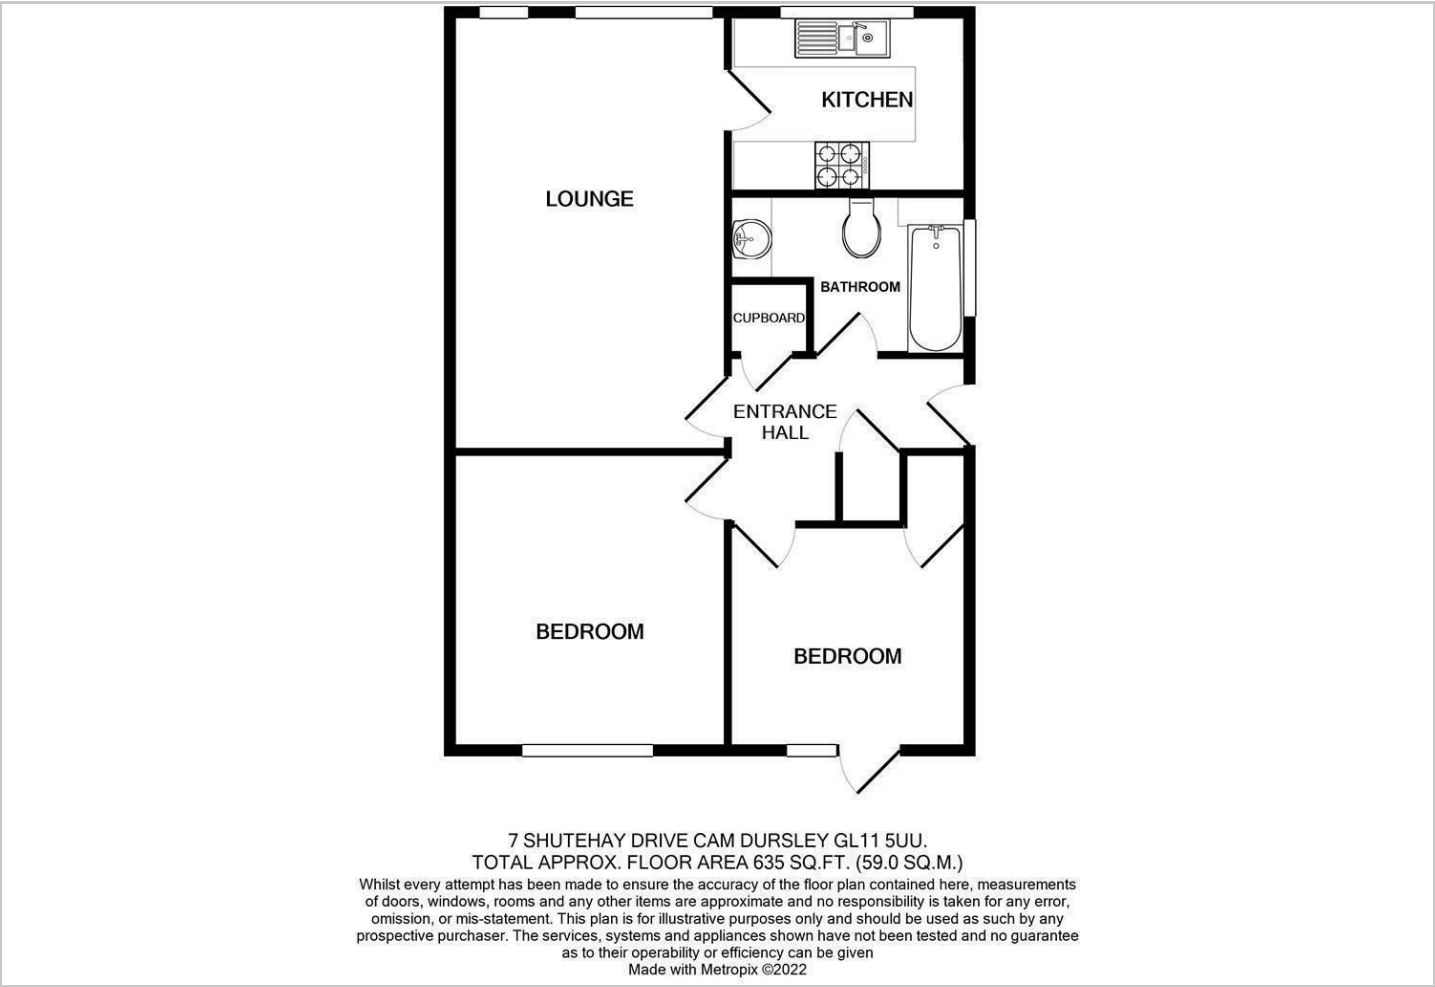 KITCHEN
LOUNGE
BATHROOM
CUPBOARD
ENTRANCE
HALL
BEDROOM
BEDROOM
7 SHUTEHAY DRIVE CAM DURSLEY GL11 5UU.
TOTAL APPROX. FLOOR AREA 635 SQ.FT. (59.0 SQ.M.)
Whilst every attempt has been made to ensure the accuracy of the floor plan contained here, measurements
of doors, windows, rooms and any other items are approximate and no responsibility is taken for any error,
omission, or mis-statement. This plan is for illustrative purposes only and should be used as such by any
prospective purchaser. The services, systems and appliances shown have not been tested and no guarantee
as to their operability or efficiency can be given
Made with Metropix ©2022